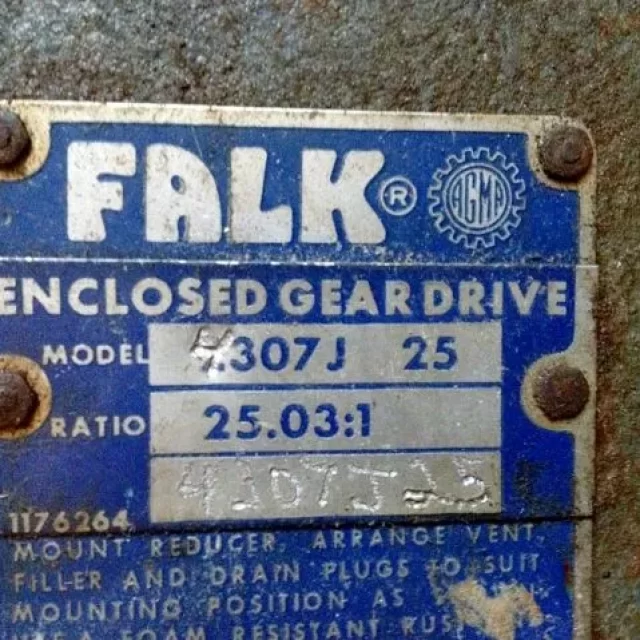 FALK®
AGMA
ENCLOSED GEAR DRIVE
MODEL 4307J 25
RATIO 25.03:1
4307J25
1176264
MOUNT REDUCER. ARRANGE VENT,
FILLER AND DRAIN PLUGS TO SUIT
MOUNTING POSITION AS
FOAM RESISTANT